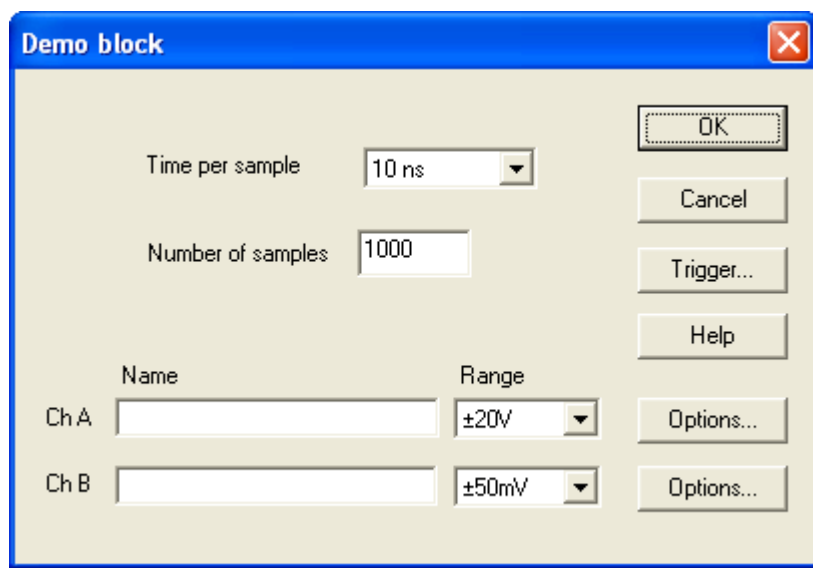 Demo block
OK
Time per sample 10 ns
Cancel
Number of samples 1000
Trigger...
Help
Name Range
Ch A ±20V Options...
Ch B ±50mV Options...